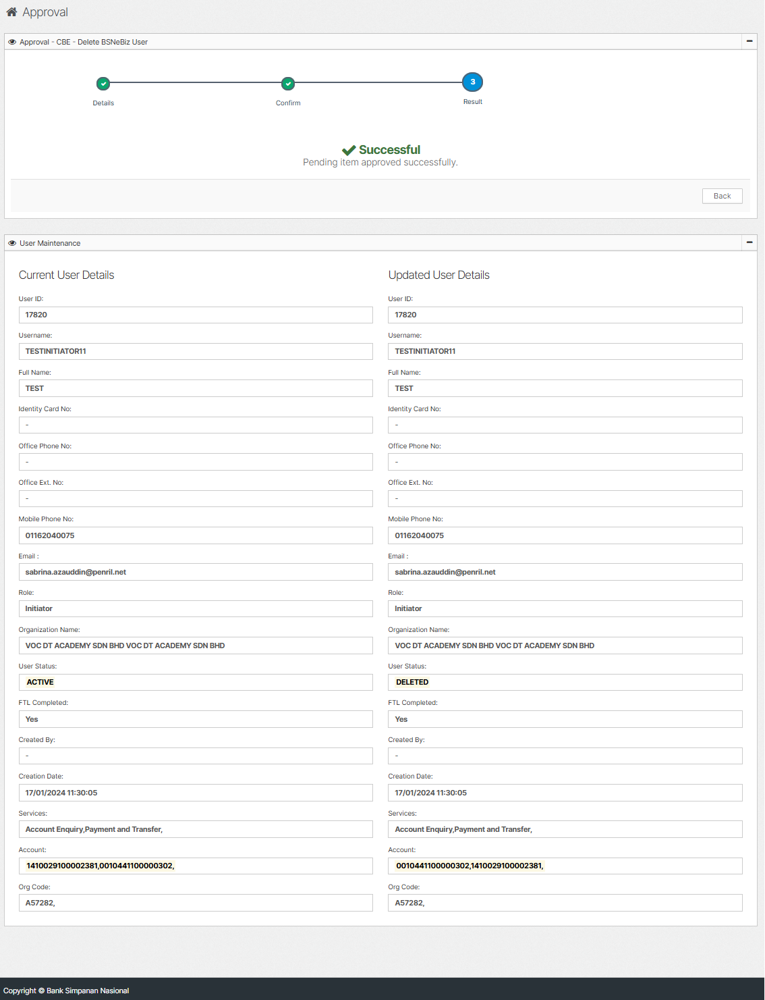 Approval
Approval - CBE - Delete BSNeBiz User
3
Details
Confirm
Result
Successful
Pending item approved successfully.
Back
User Maintenance
Current User Details
User ID:
17820
Username:
TESTINITIATOR11
Full Name:
TEST
Identity Card No:
-
Office Phone No:
-
Office Ext. No:
-
Mobile Phone No:
01162040075
Email :
sabrina.azauddin@penril.net
Role:
Initiator
Organization Name:
VOC DT ACADEMY SDN BHD VOC DT ACADEMY SDN BHD
User Status:
ACTIVE
FTL Completed:
Yes
Created By:
-
Creation Date:
17/01/2024 11:30:05
Services:
Account Enquiry,Payment and Transfer,
Account:
1410029100002381,0010441100000302,
Org Code:
A57282,
Updated User Details
User ID:
17820
Username:
TESTINITIATOR11
Full Name:
TEST
Identity Card No:
-
Office Phone No:
-
Office Ext. No:
-
Mobile Phone No:
01162040075
Email :
sabrina.azauddin@penril.net
Role:
Initiator
Organization Name:
VOC DT ACADEMY SDN BHD VOC DT ACADEMY SDN BHD
User Status:
DELETED
FTL Completed:
Yes
Created By:
-
Creation Date:
17/01/2024 11:30:05
Services:
Account Enquiry,Payment and Transfer,
Account:
0010441100000302,1410029100002381,
Org Code:
A57282,
Copyright © Bank Simpanan Nasional